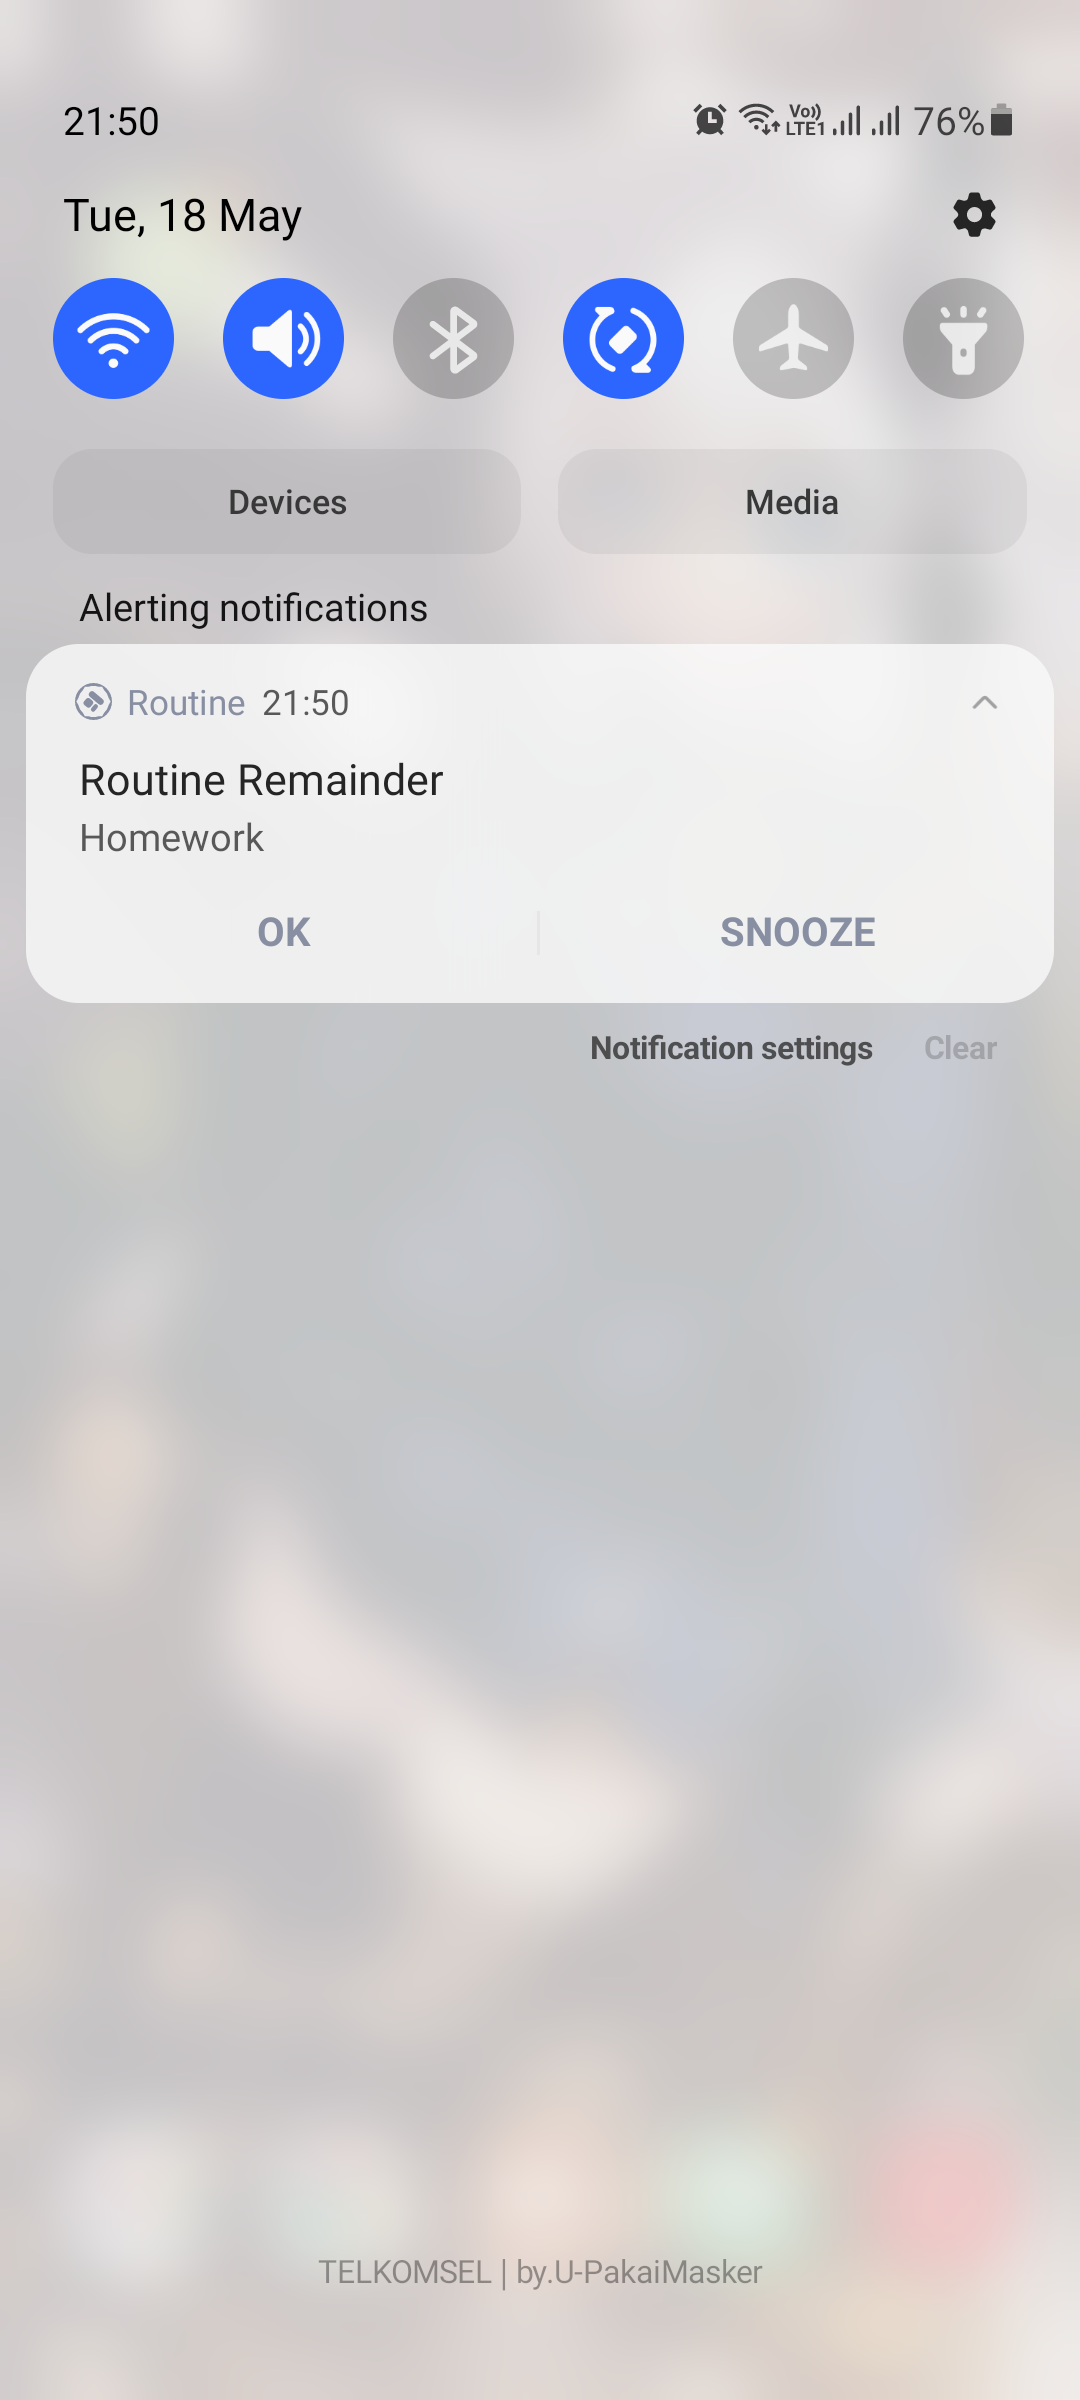 21:50 Vo)) LTE1 76%
Tue, 18 May
Devices Media
Alerting notifications
Routine 21:50
Routine Remainder
Homework
OK SNOOZE
Notification settings Clear
TELKOMSEL | by.U-PakaiMasker